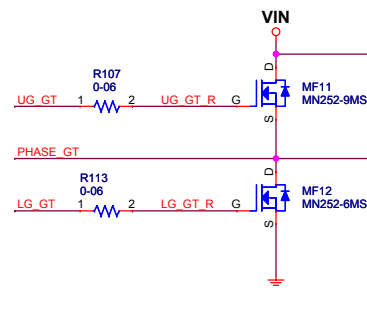 VIN
D
R107
0-06
MF11
MN252-9MS
UG_GT 1 2 UG_GT_R G
S
PHASE_GT
D
R113
0-06
MF12
MN252-6MS
LG_GT 1 2 LG_GT_R G
S